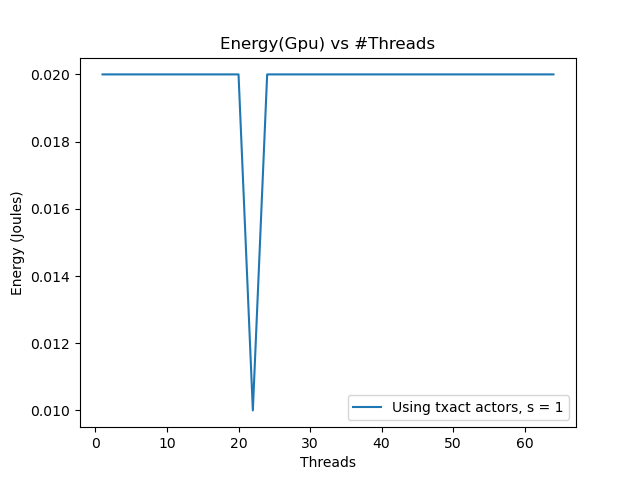 Energy(Gpu) vs #Threads
Energy (Joules)
0.020
0.018
0.016
0.014
0.012
0.010
0 10 20 30 40 50 60
Threads
Using txact actors, s = 1